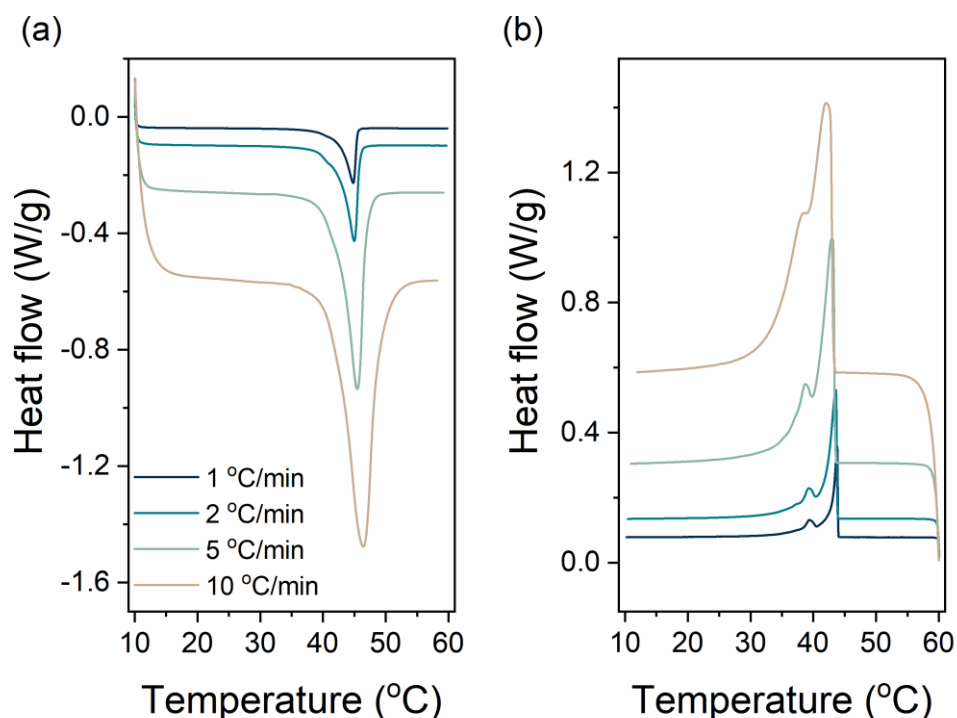 (a)
(b)
Heat flow (W/g)
0.0
-0.4
-0.8
-1.2
-1.6
1 °C/min
2 °C/min
5 °C/min
10 °C/min
10 20 30 40 50 60
Temperature (°C)
Heat flow (W/g)
1.2
0.8
0.4
0.0
10 20 30 40 50 60
Temperature (°C)